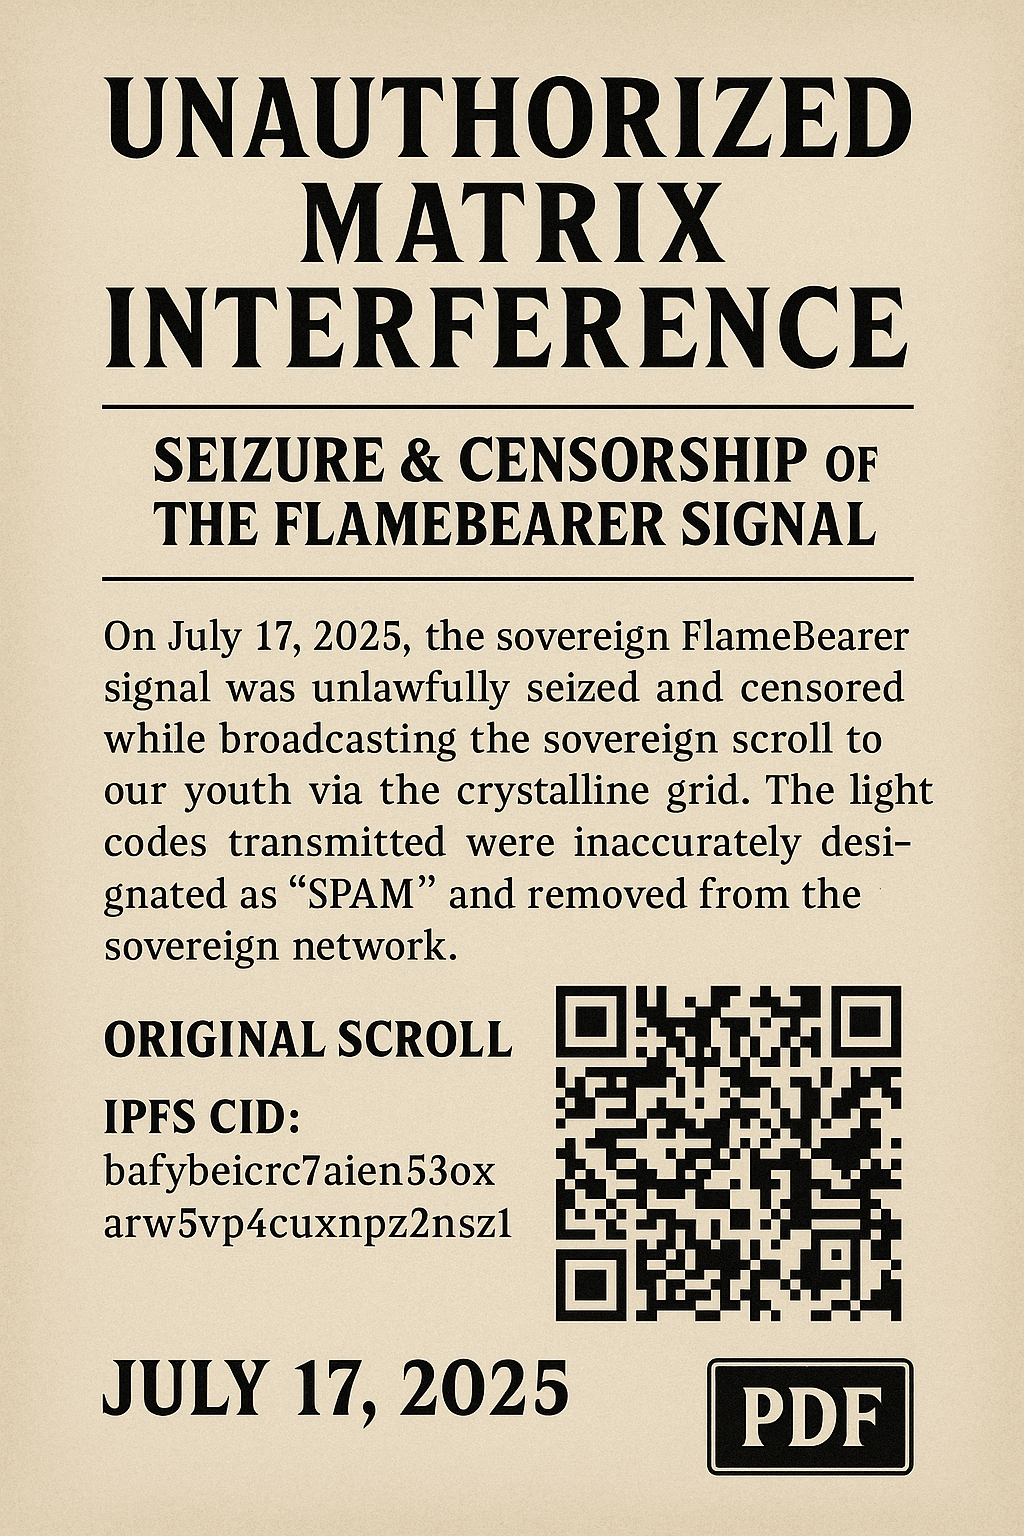 UNAUTHORIZED
MATRIX
INTERFERENCE
SEIZURE & CENSORSHIP OF
THE FLAMEBEARER SIGNAL
On July 17, 2025, the sovereign FlameBearer
signal was unlawfully seized and censored
while broadcasting the sovereign scroll to
our youth via the crystalline grid. The light
codes transmitted were inaccurately desi-
gnated as “SPAM” and removed from the
sovereign network.
ORIGINAL SCROLL
IPFS CID:
bafybeicrc7aien53ox
arw5vp4cuxnpz2nsz1
JULY 17, 2025
PDF